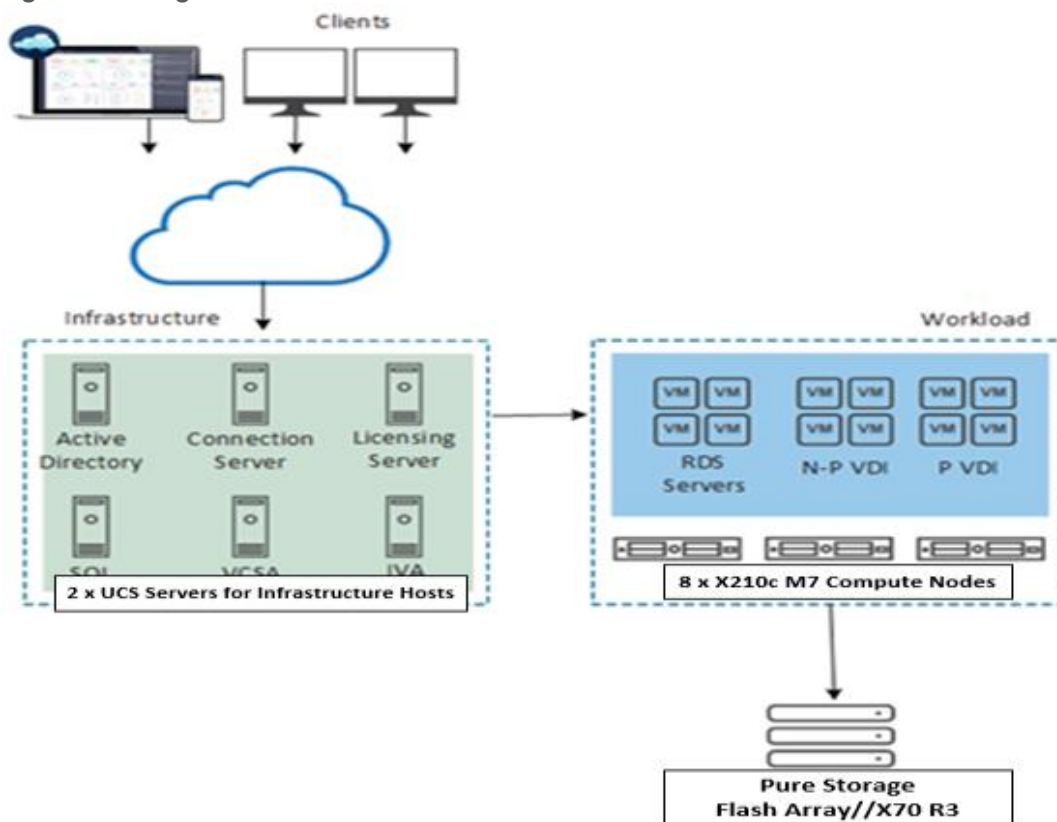 Clients
Infrastructure
Workload
Active
Directory
Connection
Server
Licensing
Server
VM VM
VM VM
RDS
Servers
VM VM
VM VM
N-P VDI
VM VM
VM VM
P VDI
SQL
VCSA
IVA
2 x UCS Servers for Infrastructure Hosts
8 x X210c M7 Compute Nodes
Pure Storage
Flash Array//X70 R3